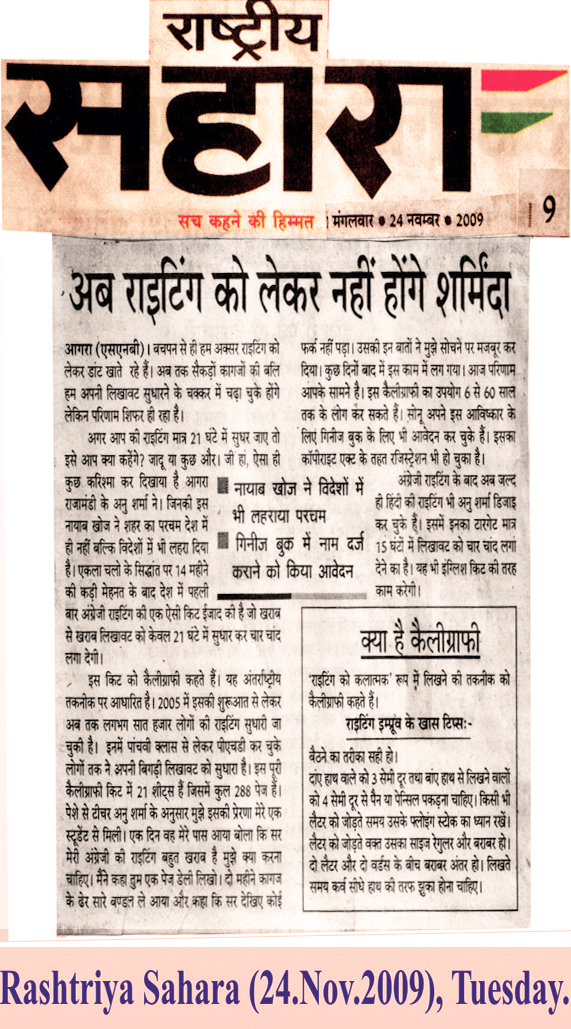 राष्ट्रीय
सहारा
सच कहने की हिम्मत | मंगलवार ● 24 नवम्बर ● 2009
9
अब राइटिंग को लेकर नहीं होंगे शर्मिंदा
आगरा (एसएनबी)। बचपन से ही हम अक्सर राइटिंग को
लेकर डांट खाते रहे हैं। अब तक सैकड़ों कागजों की बलि
हम अपनी लिखावट सुधारने के चक्कर में चढ़ा चुके होंगे
लेकिन परिणाम शिफर ही रहा है।
अगर आप की राइटिंग मात्र 21 घंटे में सुधर जाए तो
इसे आप क्या कहेंगे? जादू या कुछ और। जी हां, ऐसा ही
कुछ करिश्मा कर दिखाया है आगरा
राजामंडी के अनु शर्मा ने। जिनकी इस
नायाब खोज ने शहर का परचम देश में
ही नहीं बल्कि विदेशों में भी लहरा दिया
है। एकला चलो के सिद्धांत पर 14 महीने
की कड़ी मेहनत के बाद देश में पहली
बार अंग्रेजी राइटिंग की एक ऐसी किट ईजाद की है जो खराब
से खराब लिखावट को केवल 21 घंटे में सुधार कर चार चांद
लगा देगी।
इस किट को कैलीग्राफी कहते हैं। यह अंतर्राष्ट्रीय
तकनीक पर आधारित है। 2005 में इसकी शुरूआत से लेकर
अब तक लगभग सात हजार लोगों की राइटिंग सुधारी जा
चुकी है। इनमें पांचवी क्लास से लेकर पीएचडी कर चुके
लोगों तक ने अपनी बिगड़ी लिखावट को सुधारा है। इस पूरी
कैलीग्राफी किट में 21 शीट्स हैं जिसमें कुल 288 पेज हैं।
पेशे से टीचर अनु शर्मा के अनुसार मुझे इसकी प्रेरणा मेरे एक
स्टूडेंट से मिली। एक दिन वह मेरे पास आया बोला कि सर
मेरी अंग्रेजी की राइटिंग बहुत खराब है मुझे क्या करना
चाहिए। मैंने कहा तुम एक पेज डेली लिखो। दो महीने कागज
के ढेर सारे बण्डल ले आया और कहा कि सर देखिए कोई
फर्क नहीं पड़ा। उसकी इन बातों ने मुझे सोचने पर मजबूर कर
दिया। कुछ दिनों बाद में इस काम में लग गया। आज परिणाम
आपके सामने है। इस कैलीग्राफी का उपयोग 6 से 60 साल
तक के लोग कर सकते हैं। सोनू अपने इस आविष्कार के
लिए गिनीज बुक के लिए भी आवेदन कर चुके हैं। इसका
कॉपीराइट एक्ट के तहत रजिस्ट्रेशन भी हो चुका है।
अंग्रेजी राइटिंग के बाद अब जल्द
ही हिंदी की राइटिंग भी अनु शर्मा डिजाइ
कर चुके हैं। इसमें इनका टारगेट मात्र
15 घंटों में लिखावट को चार चांद लगा
देने का है। यह भी इंग्लिश किट की तरह
काम करेगी।
नायाब खोज ने विदेशों में
भी लहराया परचम
गिनीज बुक में नाम दर्ज
कराने को किया आवेदन
क्या है कैलीग्राफी
'राइटिंग को कलात्मक' रूप में लिखने की तकनीक को
कैलीग्राफी कहते हैं।
राइटिंग इम्प्रूव के खास टिप्स:-
बैठने का तरीका सही हो।
दांए हाथ वाले को 3 सेमी दूर तथा बांए हाथ से लिखने वालों
को 4 सेमी दूर से पैन या पेन्सिल पकड़ना चाहिए। किसी भी
लैटर को जोड़ते समय उसके फ्लोइंग स्टोक का ध्यान रखें।
लैटर को जोड़ते वक्त उसका साइज रेगुलर और बराबर हो।
दो लैटर और दो वर्डस के बीच बराबर अंतर हो। लिखते
समय कर्व सीधे हाथ की तरफ झुका होना चाहिए।
Rashtriya Sahara (24.Nov.2009), Tuesday.